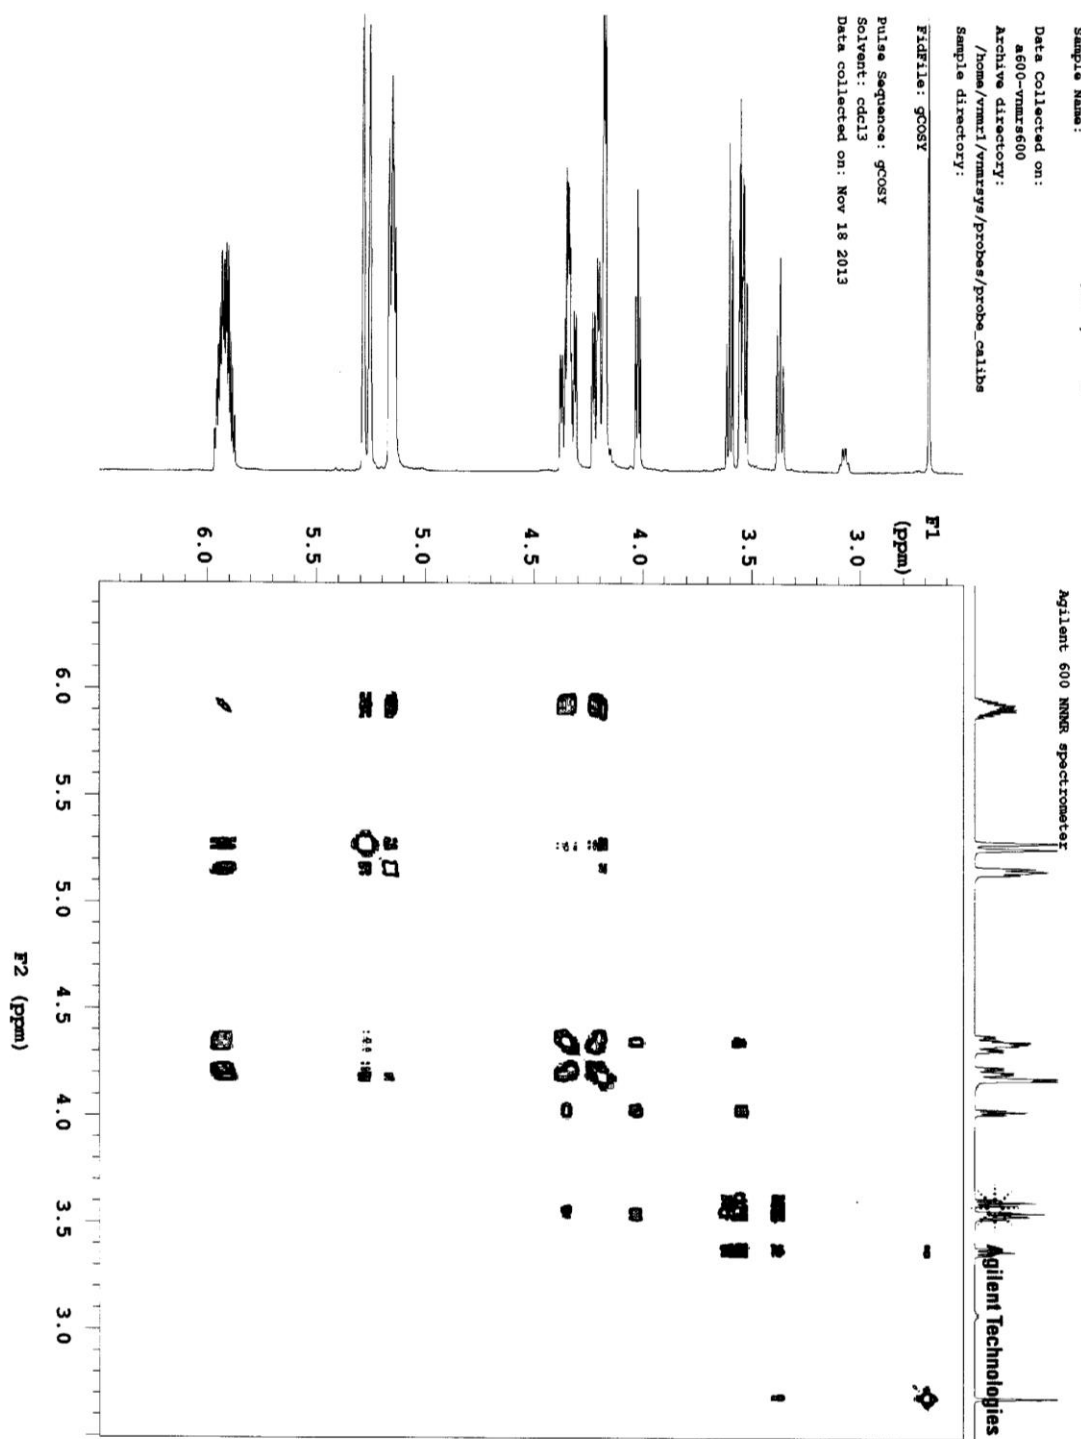 Sample Name:
Data Collected on:
a600-vnmrs600
Archive directory:
/home/vnmr1/vnmrsys/probes/probe_calibs
Sample directory:
FidFile: gCOSY
Pulse Sequence: gCOSY
Solvent: cdcl3
Data collected on: Nov 18 2013
Agilent 600 NNMR spectrometer
Agilent Technologies
F1
(ppm)
3.0
3.5
4.0
4.5
5.0
5.5
6.0
6.0 5.5 5.0 4.5 4.0 3.5 3.0
F2 (ppm)